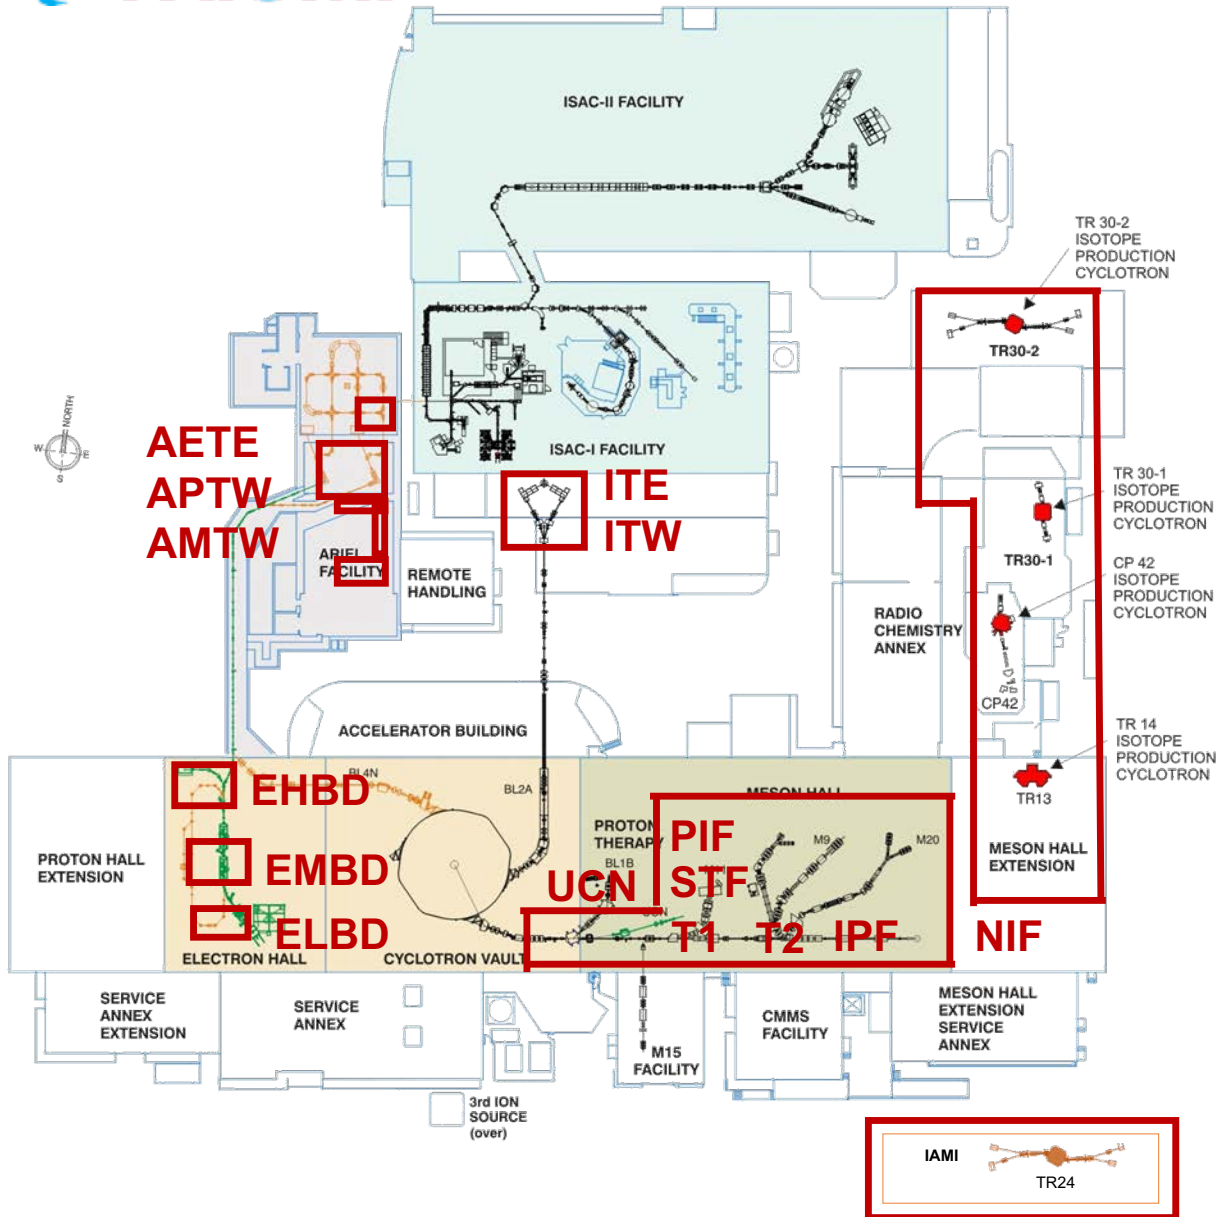 ISAC-II FACILITY
TR 30-2
ISOTOPE
PRODUCTION
CYCLOTRON
TR30-2
NORTH
W
E
S
ISAC-I FACILITY
AETE
APTW
AMTW
ITE
ITW
TR 30-1
ISOTOPE
PRODUCTION
CYCLOTRON
TR30-1
ARIEL
FACILITY
REMOTE
HANDLING
CP 42
ISOTOPE
PRODUCTION
CYCLOTRON
RADIO
CHEMISTRY
ANNEX
CP42
ACCELERATOR BUILDING
TR 14
ISOTOPE
PRODUCTION
CYCLOTRON
TR13
BL4N
BL2A
MESON HALL
EHBD
EMBD
ELBD
PROTON
THERAPY
BL1B
PIF
STF
M9
M20
UCN
UCN
T1
T2
IPF
NIF
PROTON HALL
EXTENSION
MESON HALL
EXTENSION
ELECTRON HALL
CYCLOTRON VAULT
SERVICE
ANNEX
EXTENSION
SERVICE
ANNEX
M15
FACILITY
CMMS
FACILITY
MESON HALL
EXTENSION
SERVICE
ANNEX
3rd ION
SOURCE
(over)
IAMI
TR24